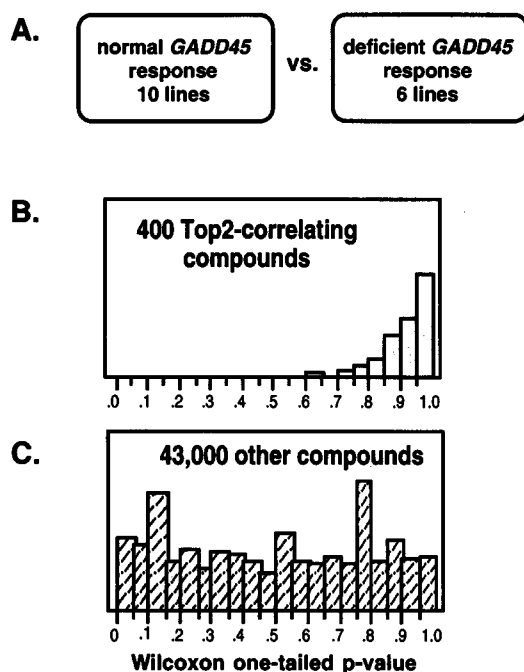 A.
normal GADD45
response
10 lines
vs.
deficient GADD45
response
6 lines
B.
400 Top2-correlating
compounds
.0 .1 .2 .3 .4 .5 .6 .7 .8 .9 1.0
C.
43,000 other compounds
0 .1 .2 .3 .4 .5 .6 .7 .8 .9 1.0
Wilcoxon one-tailed p-value